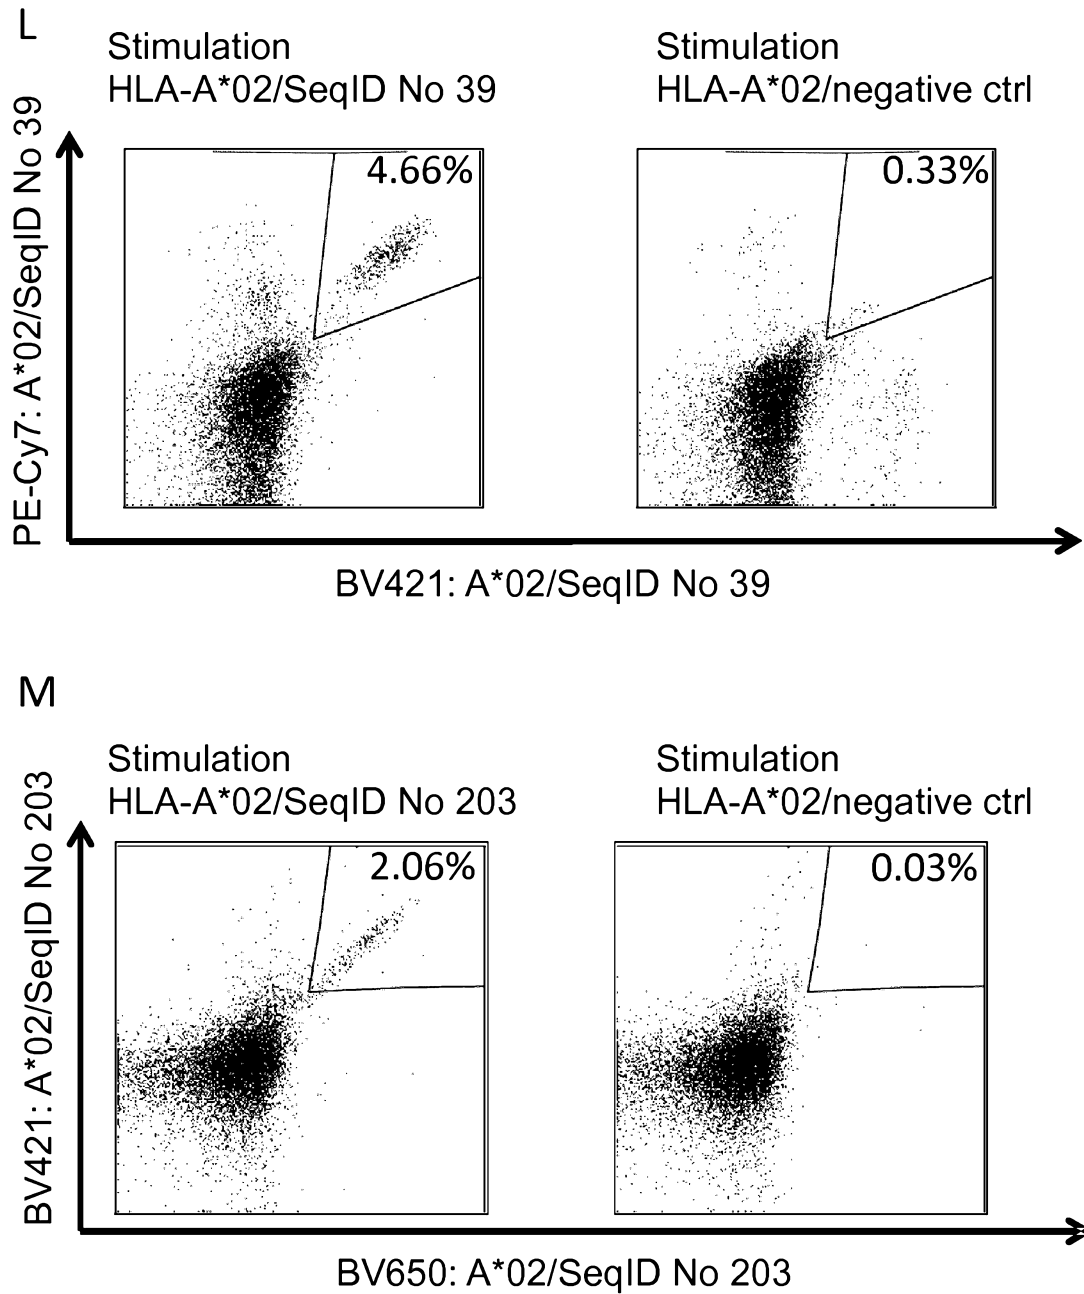 L
Stimulation
HLA-A*02/SeqID No 39
Stimulation
HLA-A*02/negative ctrl
PE-Cy7: A*02/SeqID No 39
4.66%
0.33%
BV421: A*02/SeqID No 39
M
Stimulation
HLA-A*02/SeqID No 203
Stimulation
HLA-A*02/negative ctrl
BV421: A*02/SeqID No 203
2.06%
0.03%
BV650: A*02/SeqID No 203